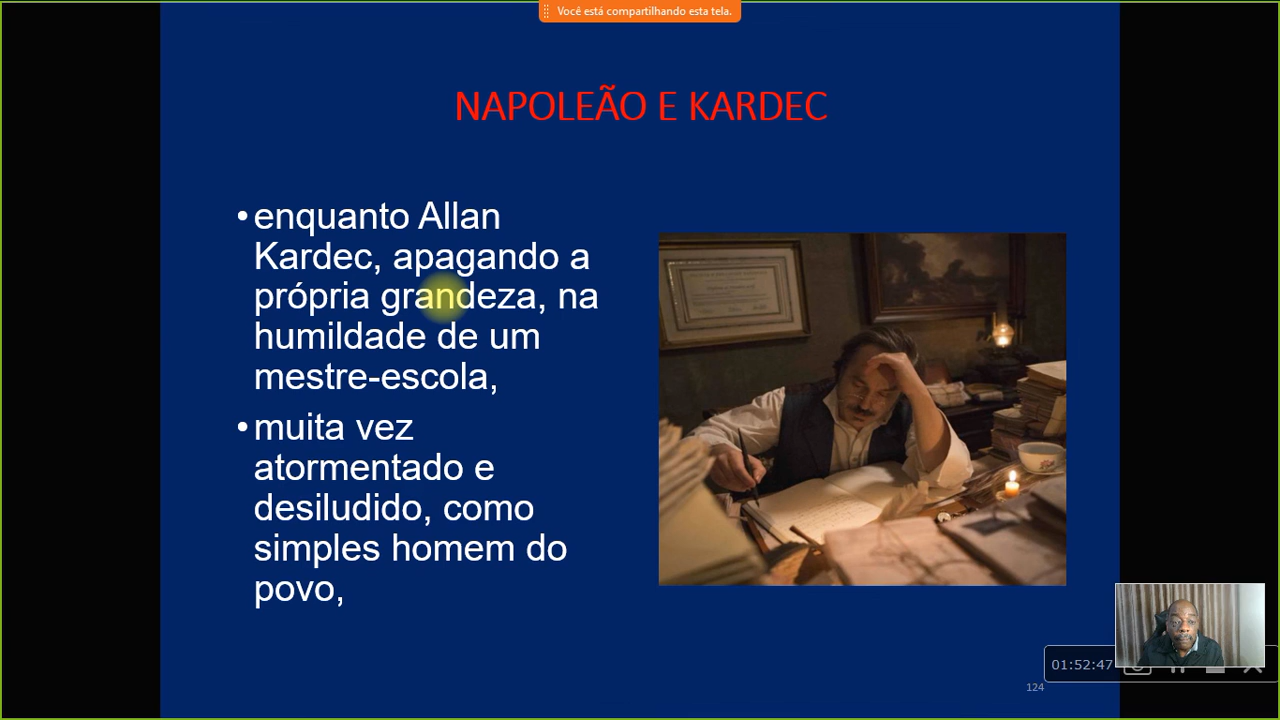 Você está compartilhando esta tela.
NAPOLEÃO E KARDEC
• enquanto Allan
Kardec, apagando a
própria grandeza, na
humildade de um
mestre-escola,
• muita vez
atormentado e
desiludido, como
simples homem do
povo,
01:52:47
124